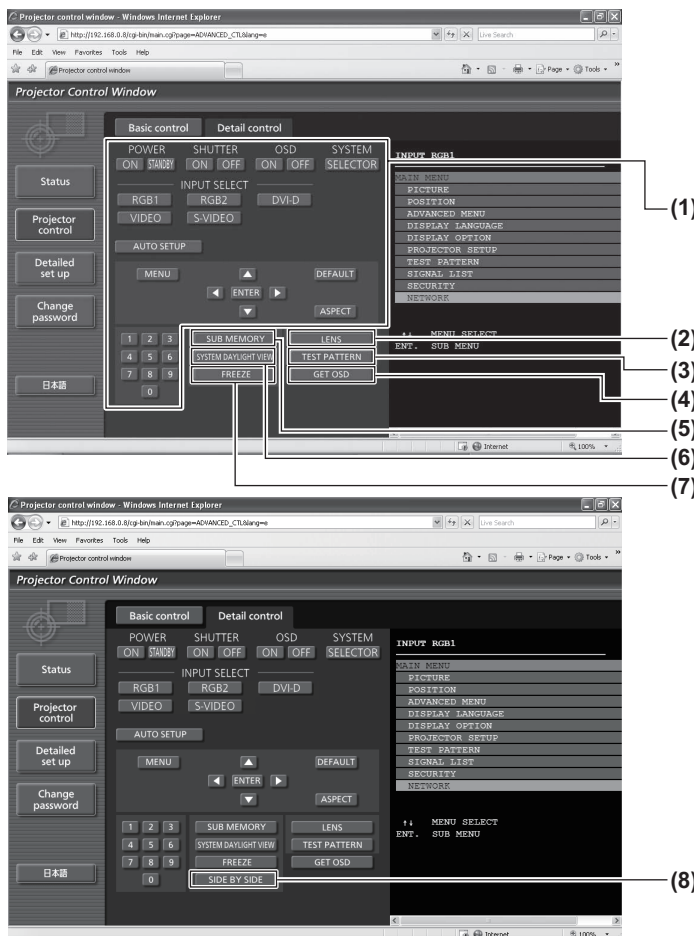 Projector control window - Windows Internet Explorer
http://192.168.0.8/cgi-bin/main.cgi?page=ADVANCED_CTL&lang=e
Live Search
File Edit View Favorites Tools Help
Projector control window
Page Tools
Projector Control Window
Basic control Detail control
POWER SHUTTER OSD SYSTEM
ON STANDBY ON OFF ON OFF SELECTOR
INPUT SELECT
RGB1 RGB2 DVI-D
VIDEO S-VIDEO
AUTO SETUP
MENU DEFAULT
ENTER
ASPECT
1 2 3 SUB MEMORY LENS
4 5 6 SYSTEM DAYLIGHT VIEW TEST PATTERN
7 8 9 FREEZE GET OSD
0
Status
Projector control
Detailed set up
Change password
日本語
INPUT RGB1
MAIN MENU
PICTURE
POSITION
ADVANCED MENU
DISPLAY LANGUAGE
DISPLAY OPTION
PROJECTOR SETUP
TEST PATTERN
SIGNAL LIST
SECURITY
NETWORK
MENU SELECT
ENT. SUB MENU
Internet 100%
(1)
(2)
(3)
(4)
(5)
(6)
(7)
Projector control window - Windows Internet Explorer
http://192.168.0.8/cgi-bin/main.cgi?page=ADVANCED_CTL&lang=e
Live Search
File Edit View Favorites Tools Help
Projector control window
Page Tools
Projector Control Window
Basic control Detail control
POWER SHUTTER OSD SYSTEM
ON STANDBY ON OFF ON OFF SELECTOR
INPUT SELECT
RGB1 RGB2 DVI-D
VIDEO S-VIDEO
AUTO SETUP
MENU DEFAULT
ENTER
ASPECT
1 2 3 SUB MEMORY LENS
4 5 6 SYSTEM DAYLIGHT VIEW TEST PATTERN
7 8 9 FREEZE GET OSD
0 SIDE BY SIDE
Status
Projector control
Detailed set up
Change password
日本語
INPUT RGB1
MAIN MENU
PICTURE
POSITION
ADVANCED MENU
DISPLAY LANGUAGE
DISPLAY OPTION
PROJECTOR SETUP
TEST PATTERN
SIGNAL LIST
SECURITY
NETWORK
MENU SELECT
ENT. SUB MENU
Internet 100%
(8)